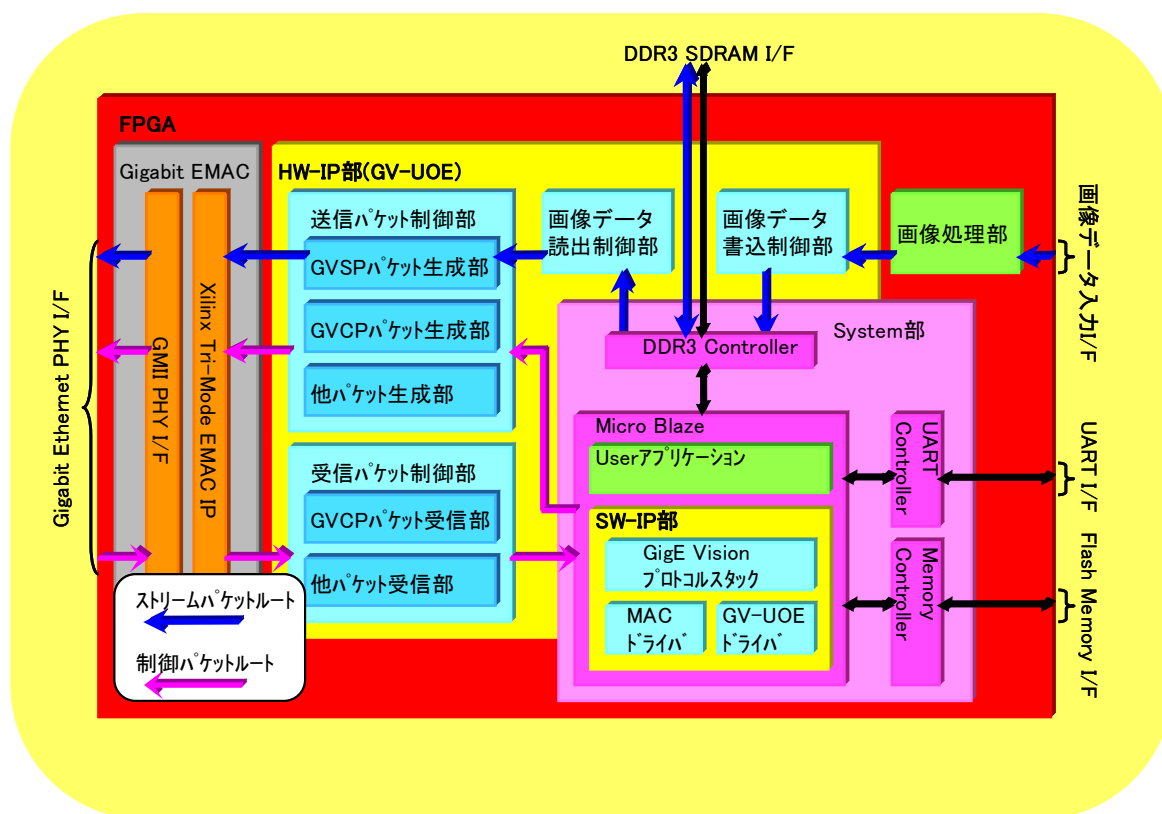 DDR3 SDRAM I/F
FPGA
Gigabit EMAC
HW-IP部(GV-UOE)
送信ﾊﾟｹｯﾄ制御部
GVSPﾊﾟｹｯﾄ生成部
GVCPﾊﾟｹｯﾄ生成部
他ﾊﾟｹｯﾄ生成部
画像データ
読出制御部
画像データ
書込制御部
画像処理部
画像データ入力I/F
Gigabit Ethernet PHY I/F
GMII PHY I/F
Xilinx Tri-Mode EMAC IP
System部
DDR3 Controller
受信ﾊﾟｹｯﾄ制御部
GVCPﾊﾟｹｯﾄ受信部
他ﾊﾟｹｯﾄ受信部
Micro Blaze
Userｱﾌﾟﾘｹｰｼｮﾝ
SW-IP部
GigE Vision
ﾌﾟﾛﾄｺﾙｽﾀｯｸ
MAC
ﾄﾞﾗｲﾊﾞ
GV-UOE
ﾄﾞﾗｲﾊﾞ
UART
Controller
UART I/F
Memory
Controller
Flash Memory I/F
ｽﾄﾘｰﾑﾊﾟｹｯﾄﾙｰﾄ
制御ﾊﾟｹｯﾄﾙｰﾄ